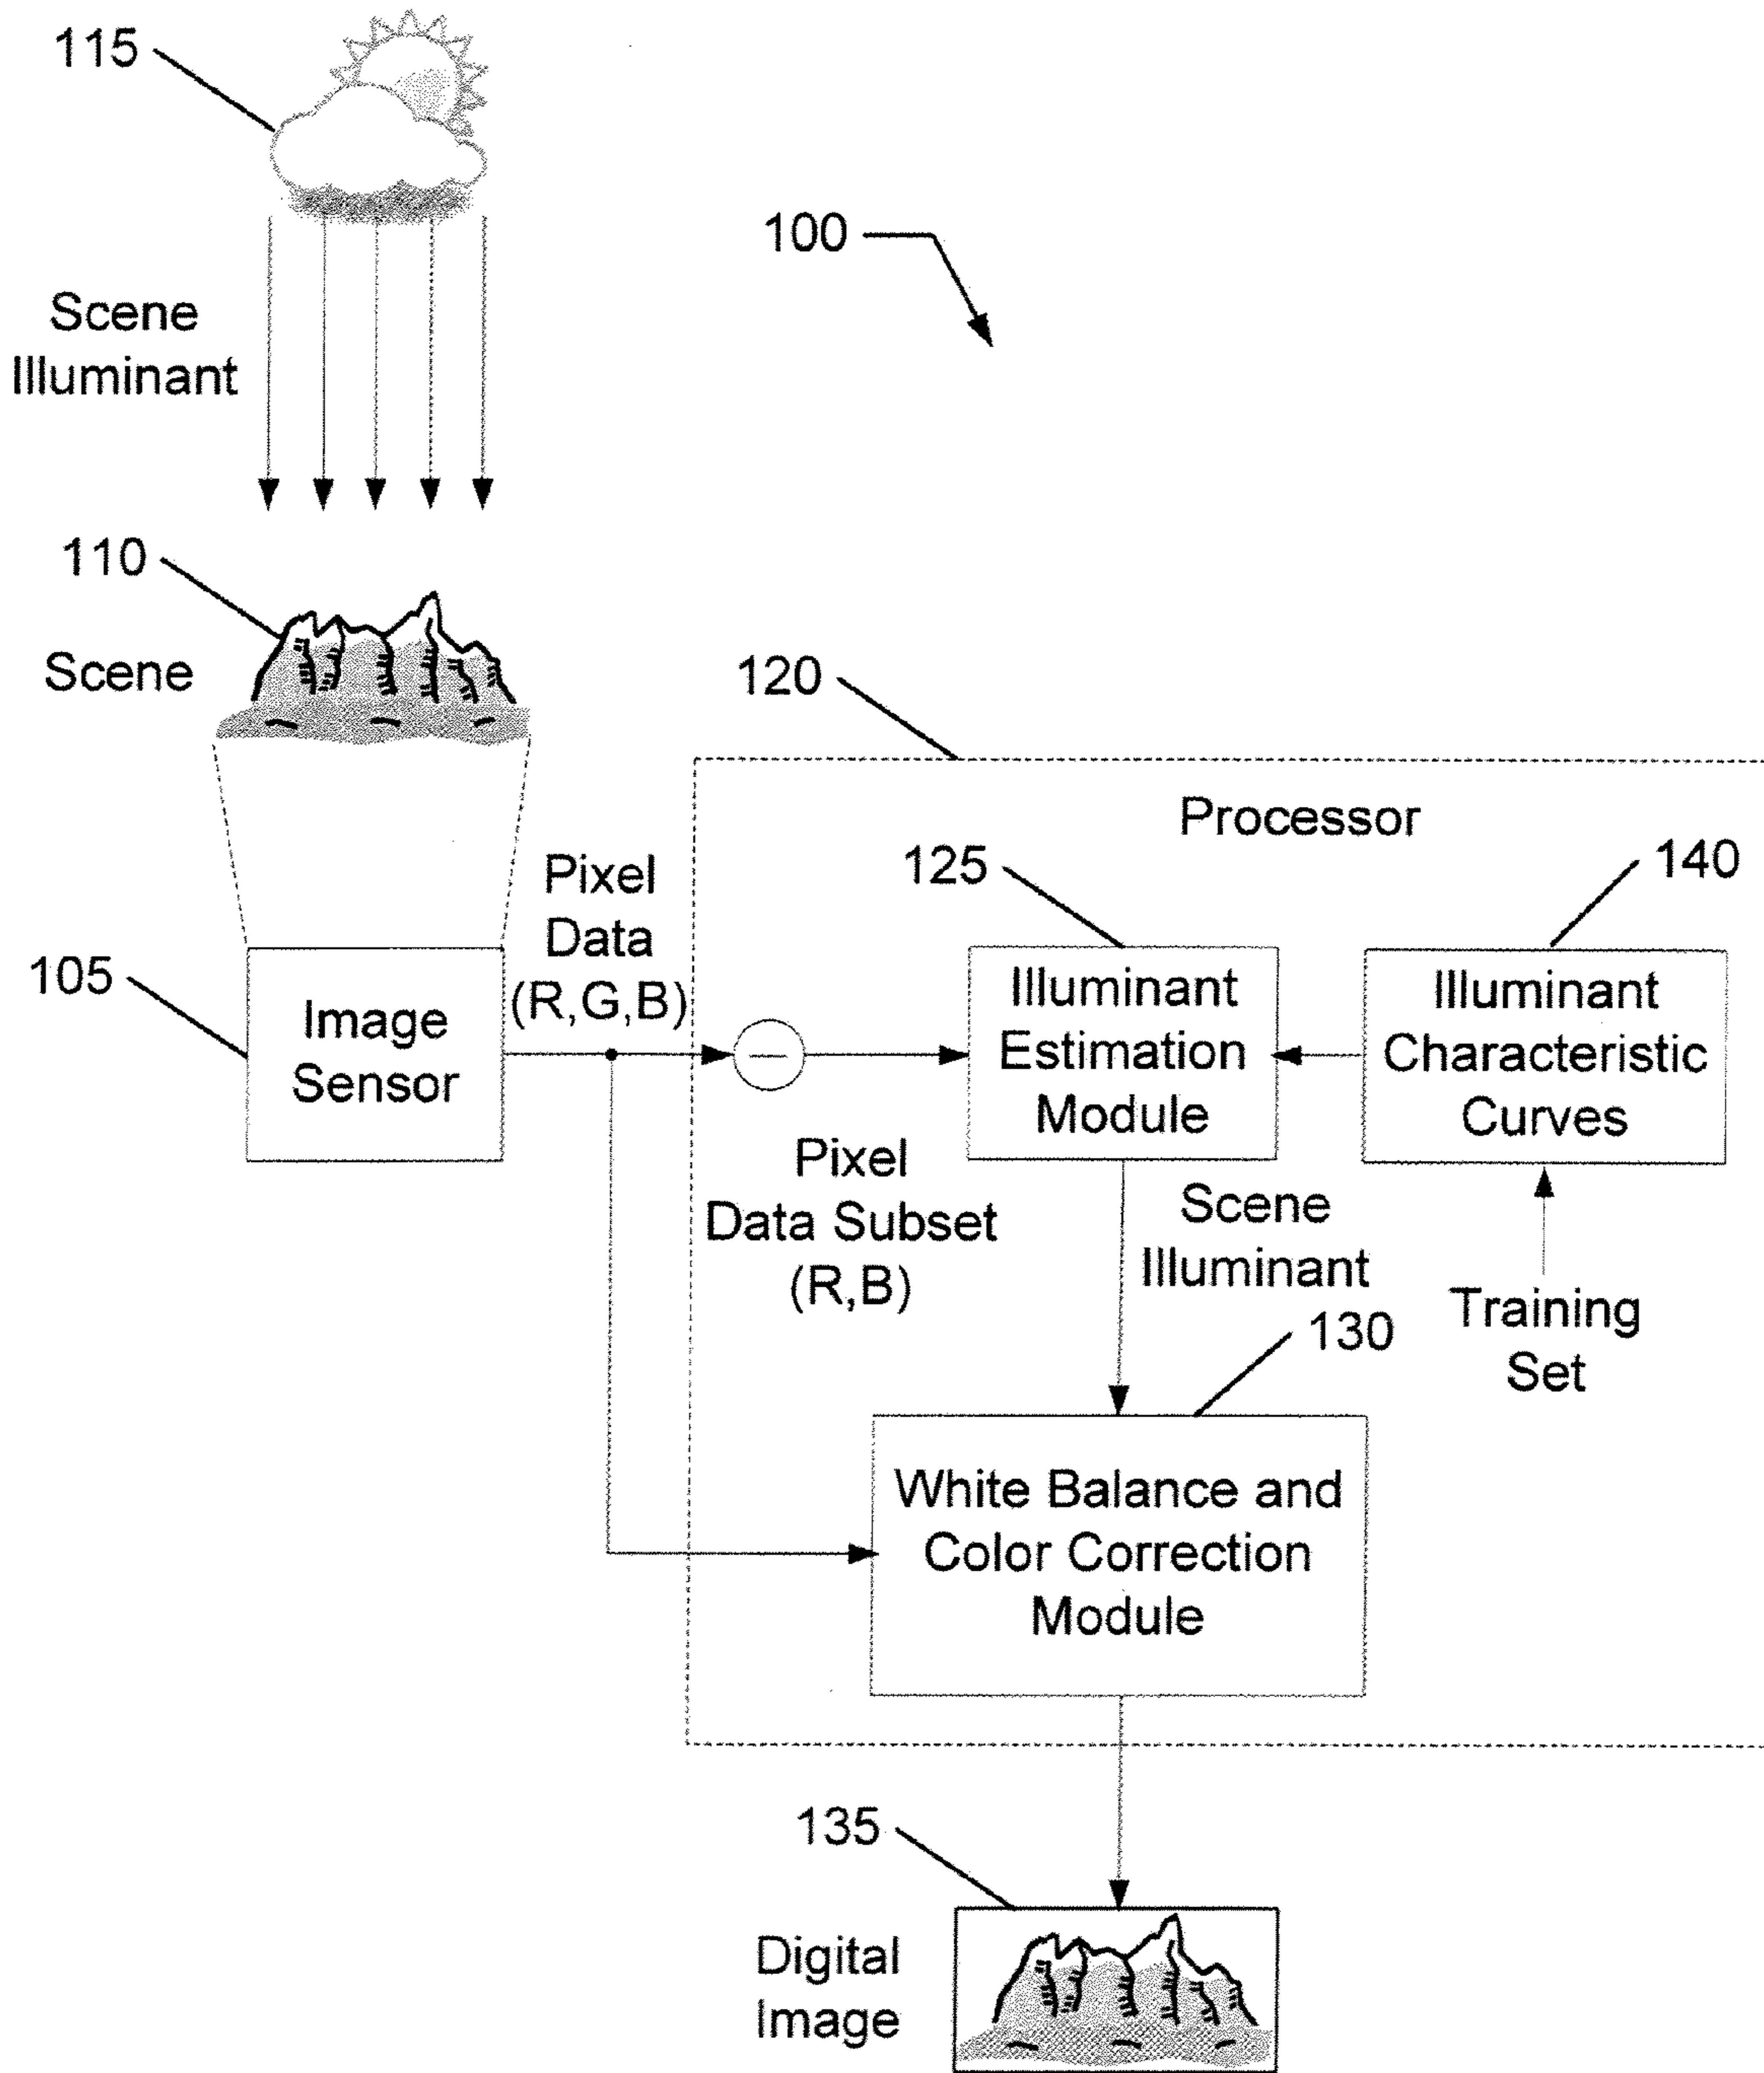 115
100
Scene
Illuminant
110
Scene
120
Processor
125
140
Pixel
Data
(R,G,B)
105
Image
Sensor
Illuminant
Estimation
Module
Illuminant
Characteristic
Curves
Pixel
Data Subset
(R,B)
Scene
Illuminant
130
Training
Set
White Balance and
Color Correction
Module
135
Digital
Image